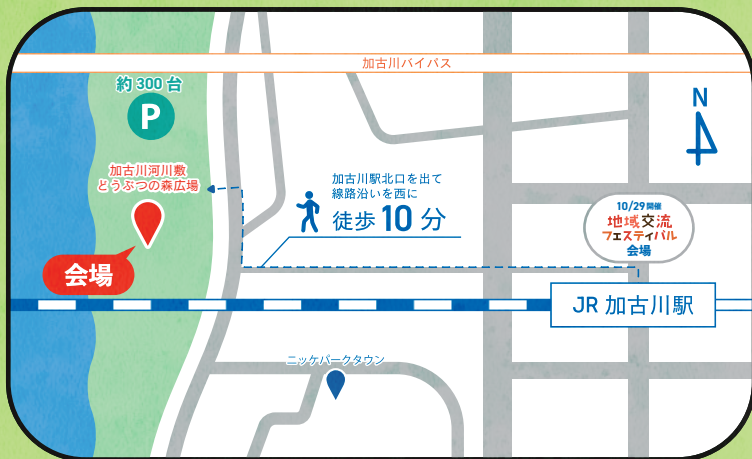 加古川バイパス
約300台
P
N
加古川河川敷
どうぶつの森広場
加古川駅北口を出て
線路沿いを西に
徒歩10分
10/29開催
地域交流
フェスティバル
会場
会場
JR 加古川駅
ニッケパークタウン